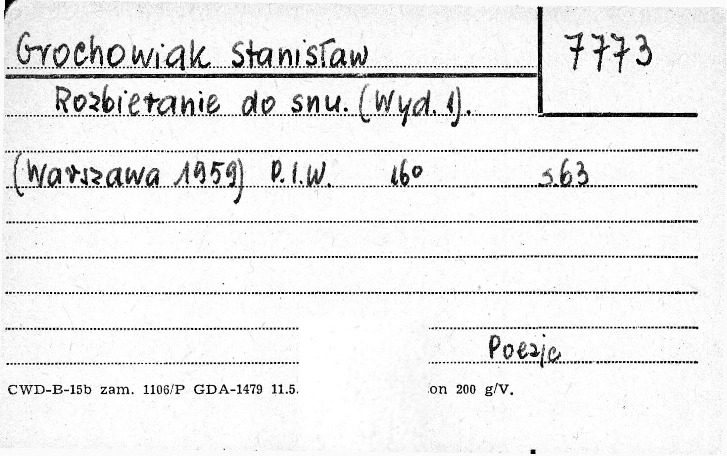 Grochowiak Stanisław 7773
Rozbieranie do snu. (Wyd. 1).
(Warszawa 1959) P.I.W. 16° s.63
Poezje
CWD-B-15b zam. 1106/P GDA-1479 11.5. on 200 g/V.